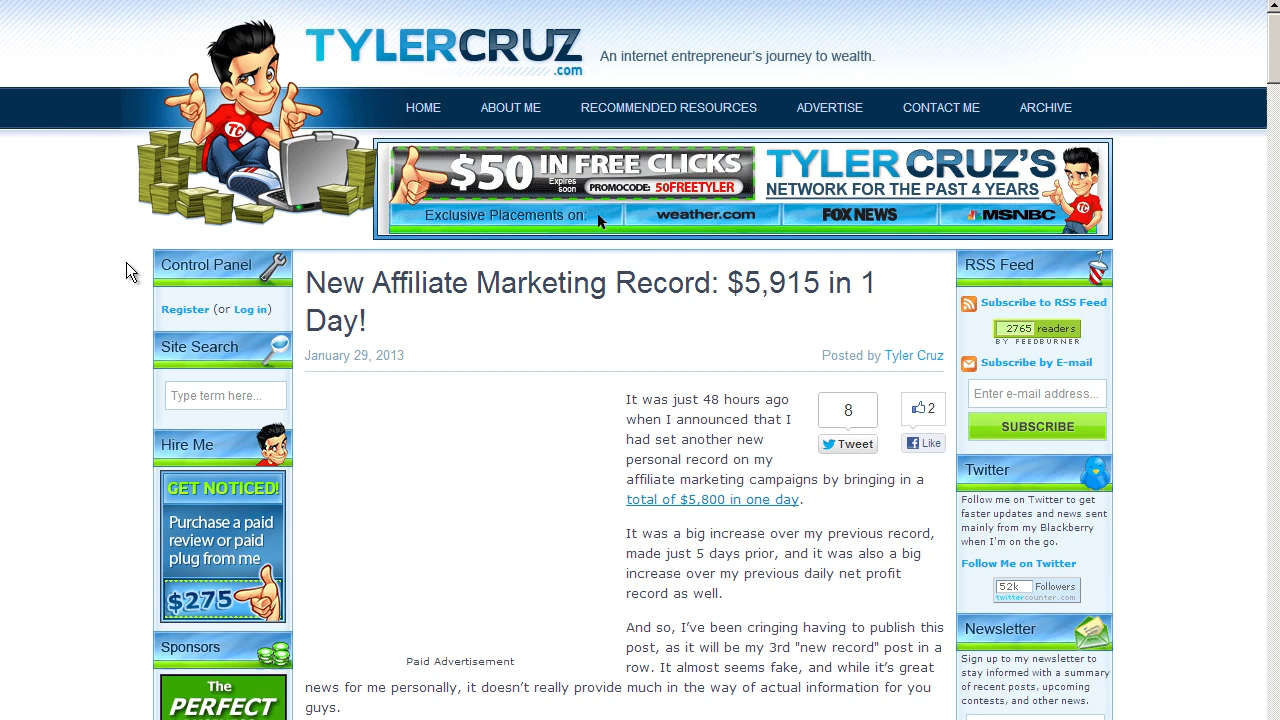 TYLERCRUZ
.com
An internet entrepreneur's journey to wealth.
HOME ABOUT ME RECOMMENDED RESOURCES ADVERTISE CONTACT ME ARCHIVE
TC
$50 IN FREE CLICKS
Expires soon PROMOCODE: 50FREETYLER
TYLER CRUZ'S
NETWORK FOR THE PAST 4 YEARS
Exclusive Placements on: weather.com FOX NEWS MSNBC
TC
Control Panel
Register (or Log in)
Site Search
Type term here...
Hire Me
GET NOTICED!
Purchase a paid
review or paid
plug from me
$275
Sponsors
The
PERFECT
New Affiliate Marketing Record: $5,915 in 1
Day!
January 29, 2013 Posted by Tyler Cruz
It was just 48 hours ago
when I announced that I
had set another new
personal record on my
affiliate marketing campaigns by bringing in a
total of $5,800 in one day.
8
Tweet
2
Like
It was a big increase over my previous record,
made just 5 days prior, and it was also a big
increase over my previous daily net profit
record as well.
Paid Advertisement
And so, I've been cringing having to publish this
post, as it will be my 3rd "new record" post in a
row. It almost seems fake, and while it's great
news for me personally, it doesn't really provide much in the way of actual information for you
guys.
RSS Feed
Subscribe to RSS Feed
2765 readers
BY FEEDBURNER
Subscribe by E-mail
Enter e-mail address...
SUBSCRIBE
Twitter
Follow me on Twitter to get
faster updates and news sent
mainly from my Blackberry
when I'm on the go.
Follow Me on Twitter
52k Followers
twittercounter.com
Newsletter
Sign up to my newsletter to
stay informed with a summary
of recent posts, upcoming
contests, and other news.